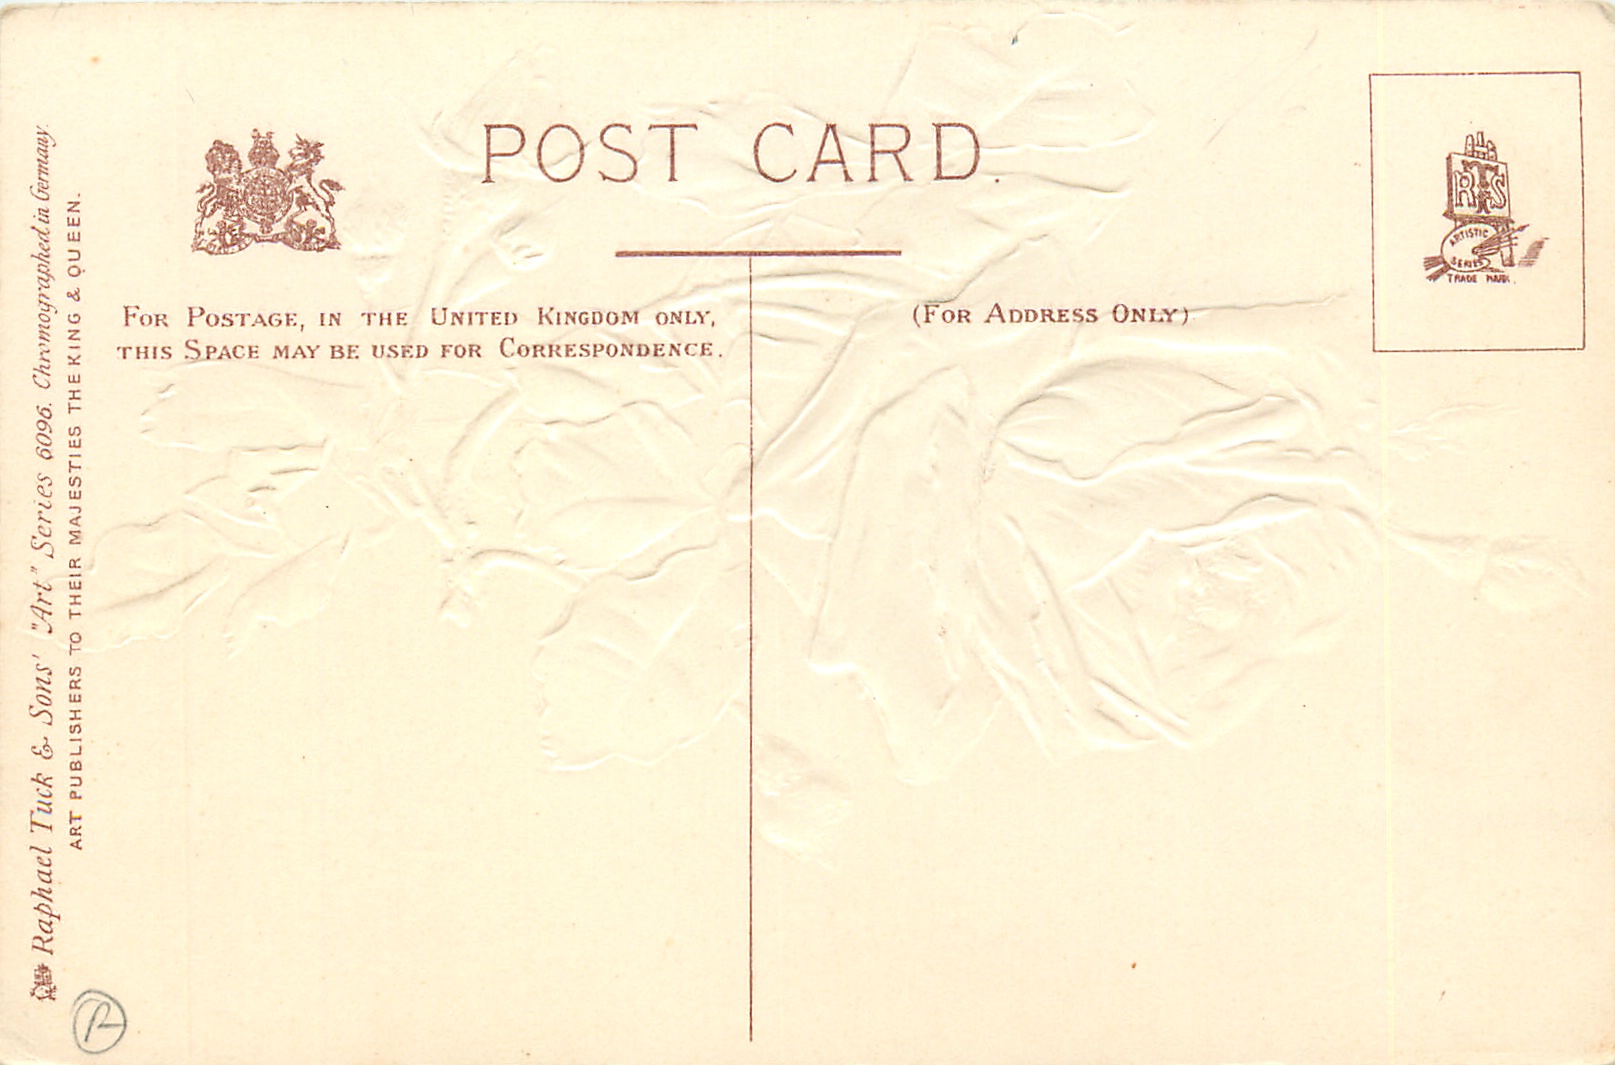 POST CARD.
FOR POSTAGE, IN THE UNITED KINGDOM ONLY,
THIS SPACE MAY BE USED FOR CORRESPONDENCE.
(FOR ADDRESS ONLY)
RTS
ARTISTIC
SERIES
TRADE MARK.
Raphael Tuck & Sons' "Art" Series 6096. Chromographed in Germany.
ART PUBLISHERS TO THEIR MAJESTIES THE KING & QUEEN.
R